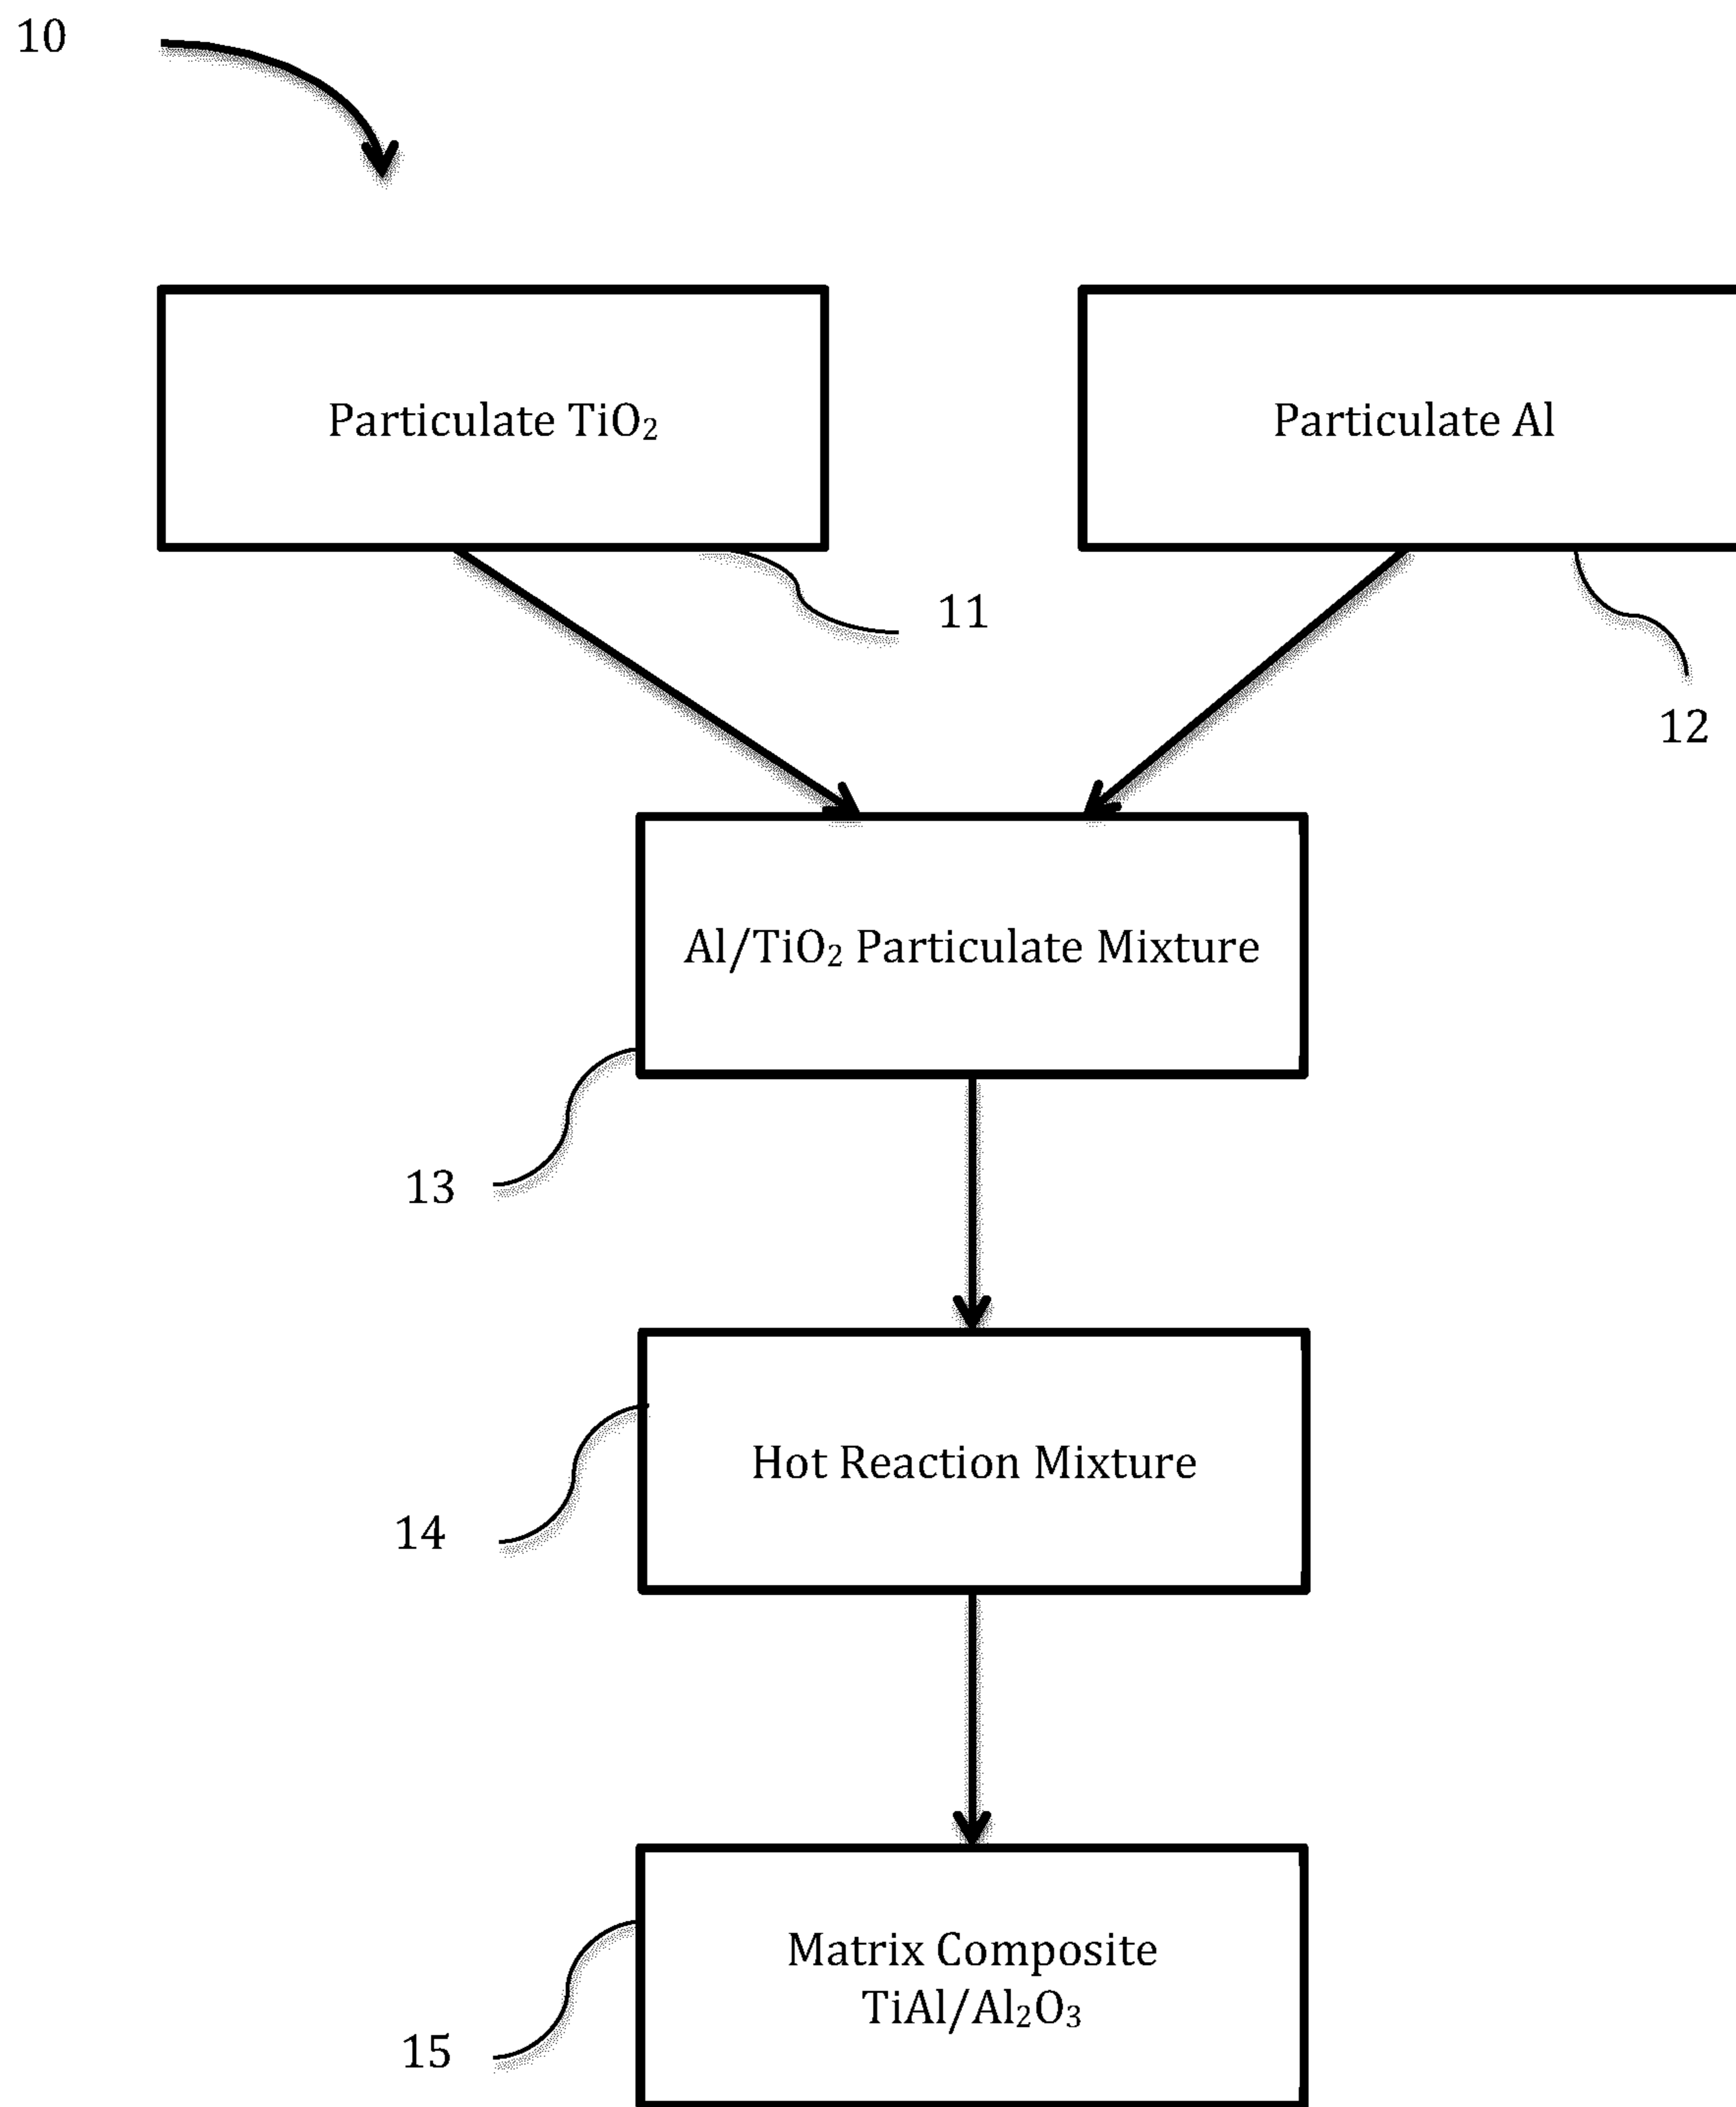 10
Particulate TiO₂
Particulate Al
11
12
Al/TiO₂ Particulate Mixture
13
Hot Reaction Mixture
14
Matrix Composite
TiAl/Al₂O₃
15